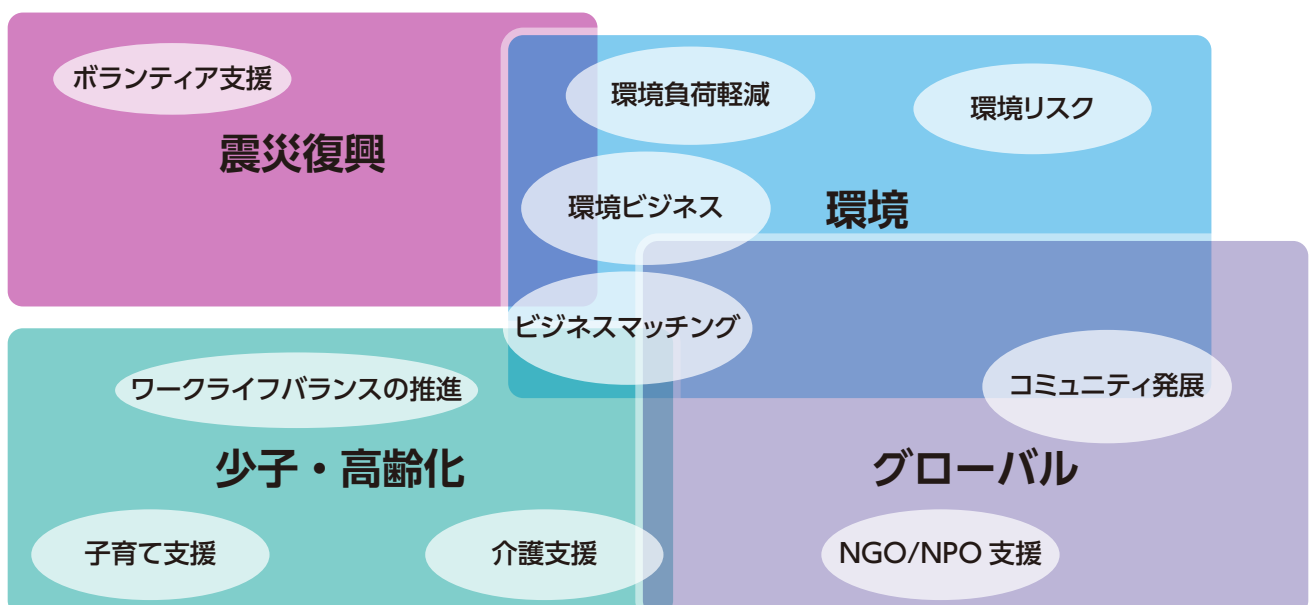 ボランティア支援
震災復興
環境負荷軽減
環境リスク
環境ビジネス
環境
ビジネスマッチング
ワークライフバランスの推進
少子・高齢化
子育て支援
介護支援
コミュニティ発展
グローバル
NGO/NPO 支援